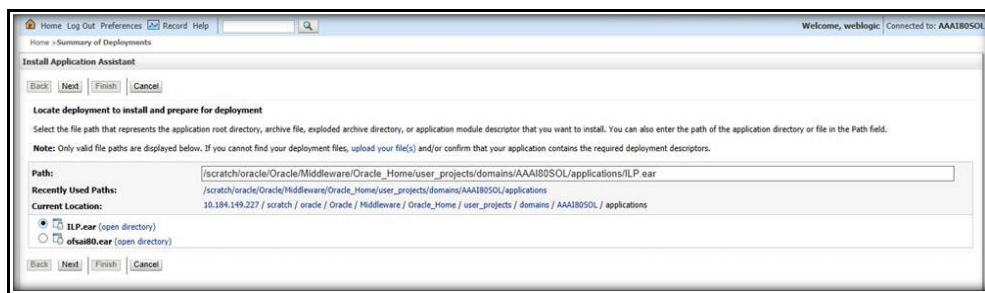 Home Log Out Preferences Record Help
Welcome, weblogic Connected to: AAAI80SOL
Home >Summary of Deployments
Install Application Assistant
Back Next Finish Cancel
Locate deployment to install and prepare for deployment
Select the file path that represents the application root directory, archive file, exploded archive directory, or application module descriptor that you want to install. You can also enter the path of the application directory or file in the Path field.
Note: Only valid file paths are displayed below. If you cannot find your deployment files, upload your file(s) and/or confirm that your application contains the required deployment descriptors.
Path: /scratch/oracle/Oracle/Middleware/Oracle_Home/user_projects/domains/AAAI80SOL/applications/ILP.ear
Recently Used Paths: /scratch/oracle/Oracle/Middleware/Oracle_Home/user_projects/domains/AAAI80SOL/applications
Current Location: 10.184.149.227 / scratch / oracle / Oracle / Middleware / Oracle_Home / user_projects / domains / AAAI80SOL / applications
ILP.ear (open directory)
ofsai80.ear (open directory)
Back Next Finish Cancel